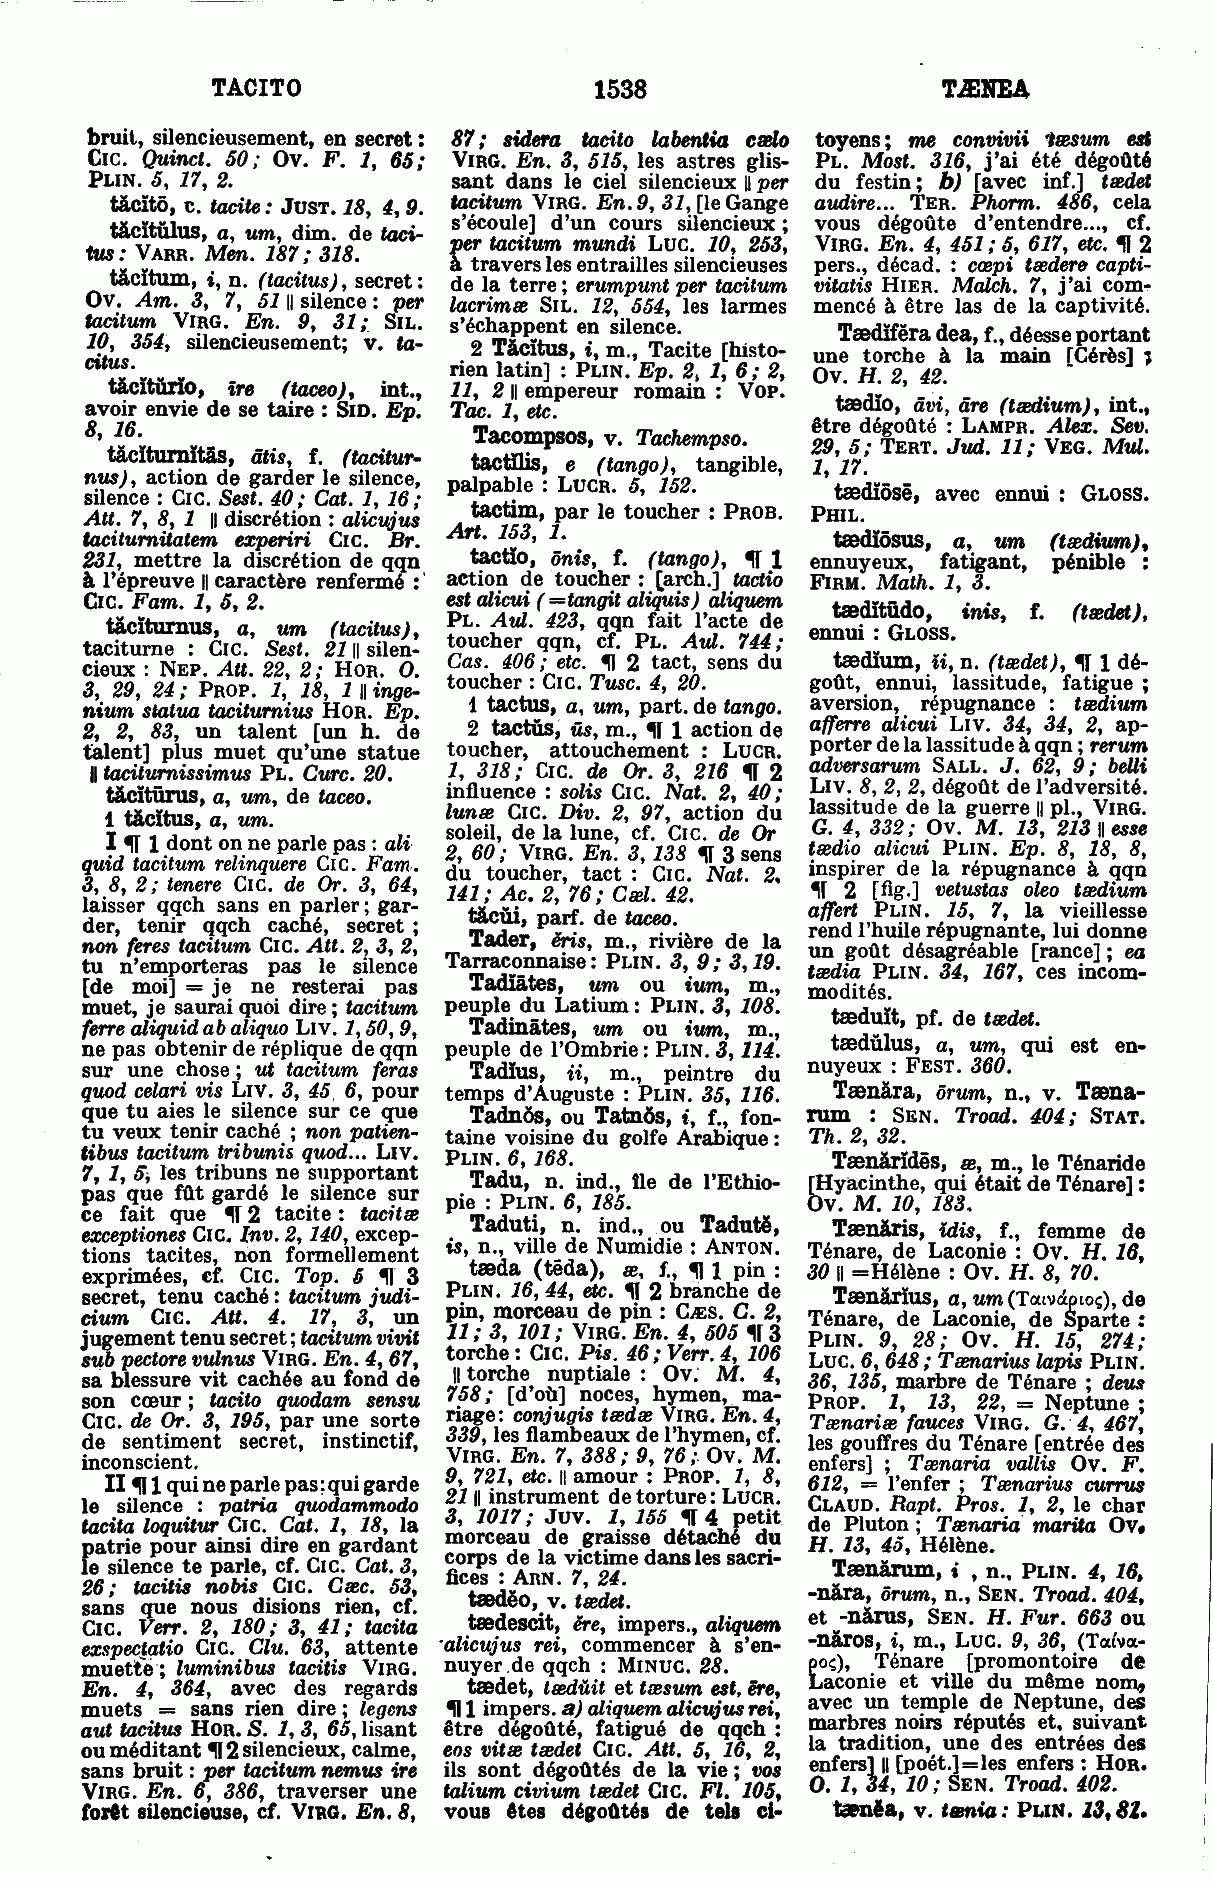 TACITO
1538
TÆNEA
bruit, silencieusement, en secret :
CIC. Quinct. 50 ; OV. F. 1, 65 ;
PLIN. 5, 17, 2.
tăcĭtō, c. tacite : JUST. 18, 4, 9.
tăcĭtŭlus, a, um, dim. de taci-
tus : VARR. Men. 187 ; 318.
tăcĭtum, i, n. (tacitus), secret :
OV. Am. 3, 7, 51 || silence : per
tacitum VIRG. En. 9, 31 ; SIL.
10, 354, silencieusement; v. ta-
citus.
tăcĭtŭrĭo, īre (taceo), int.,
avoir envie de se taire : SID. Ep.
8, 16.
tăcĭturnĭtās, ātis, f. (tacitur-
nus), action de garder le silence,
silence : CIC. Sest. 40 ; Cat. 1, 16 ;
Att. 7, 8, 1 || discrétion : alicujus
taciturnitatem experiri CIC. Br.
231, mettre la discrétion de qqn
à l'épreuve || caractère renfermé :
CIC. Fam. 1, 5, 2.
tăcĭturnus, a, um (tacitus),
taciturne : CIC. Sest. 21 || silen-
cieux : NEP. Att. 22, 2 ; HOR. O.
3, 29, 24 ; PROP. 1, 18, 1 || inge-
nium statua taciturnius HOR. Ep.
2, 2, 83, un talent [un h. de
talent] plus muet qu'une statue
|| taciturnissimus PL. Curc. 20.
tăcĭtūrus, a, um, de taceo.
1 tăcĭtus, a, um.
I ¶ 1 dont on ne parle pas : ali
quid tacitum relinquere CIC. Fam.
3, 8, 2 ; tenere CIC. de Or. 3, 64,
laisser qqch sans en parler ; gar-
der, tenir qqch caché, secret ;
non feres tacitum CIC. Att. 2, 3, 2,
tu n'emporteras pas le silence
[de moi] = je ne resterai pas
muet, je saurai quoi dire ; tacitum
ferre aliquid ab aliquo LIV. 1, 50, 9,
ne pas obtenir de réplique de qqn
sur une chose ; ut tacitum feras
quod celari vis LIV. 3, 45, 6, pour
que tu aies le silence sur ce que
tu veux tenir caché ; non patien-
tibus tacitum tribunis quod... LIV.
7, 1, 5, les tribuns ne supportant
pas que fût gardé le silence sur
ce fait que ¶ 2 tacite : tacitæ
exceptiones CIC. Inv. 2, 140, excep-
tions tacites, non formellement
exprimées, cf. CIC. Top. 5 ¶ 3
secret, tenu caché : tacitum judi-
cium CIC. Att. 4. 17, 3, un
jugement tenu secret ; tacitum vivit
sub pectore vulnus VIRG. En. 4, 67,
sa blessure vit cachée au fond de
son cœur ; tacito quodam sensu
CIC. de Or. 3, 195, par une sorte
de sentiment secret, instinctif,
inconscient.
II ¶ 1 qui ne parle pas : qui garde
le silence : patria quodammodo
tacita loquitur CIC. Cat. 1, 18, la
patrie pour ainsi dire en gardant
le silence te parle, cf. CIC. Cat. 3,
26 ; tacitis nobis CIC. Cæc. 53,
sans que nous disions rien, cf.
CIC. Verr. 2, 180 ; 3, 41 ; tacita
exspectatio CIC. Clu. 63, attente
muette ; luminibus tacitis VIRG.
En. 4, 364, avec des regards
muets = sans rien dire ; legens
aut tacitus HOR. S. 1, 3, 65, lisant
ou méditant ¶ 2 silencieux, calme,
sans bruit : per tacitum nemus ire
VIRG. En. 6, 386, traverser une
forêt silencieuse, cf. VIRG. En. 8,
87 ; sidera tacito labentia cælo
VIRG. En. 3, 515, les astres glis-
sant dans le ciel silencieux || per
tacitum VIRG. En. 9, 31, [le Gange
s'écoule] d'un cours silencieux ;
per tacitum mundi LUC. 10, 253,
à travers les entrailles silencieuses
de la terre ; erumpunt per tacitum
lacrimæ SIL. 12, 554, les larmes
s'échappent en silence.
2 Tăcĭtus, i, m., Tacite [histo-
rien latin] : PLIN. Ep. 2, 1, 6 ; 2,
11, 2 || empereur romain : VOP.
Tac. 1, etc.
Tacompsos, v. Tachempso.
tactĭlis, e (tango), tangible,
palpable : LUCR. 5, 152.
tactim, par le toucher : PROB.
Art. 153, 1.
tactĭo, ōnis, f. (tango), ¶ 1
action de toucher : [arch.] tactio
est alicui (=tangit aliquis) aliquem
PL. Aul. 423, qqn fait l'acte de
toucher qqn, cf. PL. Aul. 744 ;
Cas. 406 ; etc. ¶ 2 tact, sens du
toucher : CIC. Tusc. 4, 20.
1 tactus, a, um, part. de tango.
2 tactŭs, ūs, m., ¶ 1 action de
toucher, attouchement : LUCR.
1, 318 ; CIC. de Or. 3, 216 ¶ 2
influence : solis CIC. Nat. 2, 40 ;
lunæ CIC. Div. 2, 97, action du
soleil, de la lune, cf. CIC. de Or
2, 60 ; VIRG. En. 3, 138 ¶ 3 sens
du toucher, tact : CIC. Nat. 2,
141 ; Ac. 2, 76 ; Cæl. 42.
tăcŭi, parf. de taceo.
Tader, ĕris, m., rivière de la
Tarraconnaise : PLIN. 3, 9 ; 3, 19.
Tadĭātes, um ou ium, m.,
peuple du Latium : PLIN. 3, 108.
Tadinātes, um ou ium, m.,
peuple de l'Ombrie : PLIN. 3, 114.
Tadĭus, ii, m., peintre du
temps d'Auguste : PLIN. 35, 116.
Tadnŏs, ou Tatnŏs, i, f., fon-
taine voisine du golfe Arabique :
PLIN. 6, 168.
Tadu, n. ind., île de l'Ethio-
pie : PLIN. 6, 185.
Taduti, n. ind., ou Tadutĕ,
is, n., ville de Numidie : ANTON.
tæda (tēda), æ, f., ¶ 1 pin :
PLIN. 16, 44, etc. ¶ 2 branche de
pin, morceau de pin : CÆS. C. 2,
11 ; 3, 101 ; VIRG. En. 4, 505 ¶ 3
torche : CIC. Pis. 46 ; Verr. 4, 106
|| torche nuptiale : OV. M. 4,
758 ; [d'où] noces, hymen, ma-
riage : conjugis tædæ VIRG. En. 4,
339, les flambeaux de l'hymen, cf.
VIRG. En. 7, 388 ; 9, 76 ; OV. M.
9, 721, etc. || amour : PROP. 1, 8,
21 || instrument de torture : LUCR.
3, 1017 ; JUV. 1, 155 ¶ 4 petit
morceau de graisse détaché du
corps de la victime dans les sacri-
fices : ARN. 7, 24.
tædĕo, v. tædet.
tædescit, ĕre, impers., aliquem
alicujus rei, commencer à s'en-
nuyer de qqch : MINUC. 28.
tædet, tæduit et tæsum est, ēre,
¶ 1 impers. a) aliquem alicujus rei,
être dégoûté, fatigué de qqch :
eos vitæ tædet CIC. Att. 5, 16, 2,
ils sont dégoûtés de la vie ; vos
talium civium tædet CIC. Fl. 105,
vous êtes dégoûtés de tels ci-
toyens ; me convivii tæsum est
PL. Most. 316, j'ai été dégoûté
du festin ; b) [avec inf.] tædet
audire... TER. Phorm. 486, cela
vous dégoûte d'entendre..., cf.
VIRG. En. 4, 451 ; 5, 617, etc. ¶ 2
pers., décad. : cœpi tædere capti-
vitatis HIER. Malch. 7, j'ai com-
mencé à être las de la captivité.
Tædĭfĕra dea, f., déesse portant
une torche à la main [Cérès] ;
OV. H. 2, 42.
tædĭo, āvi, āre (tædium), int.,
être dégoûté : LAMPR. Alex. Sev.
29, 5 ; TERT. Jud. 11 ; VEG. Mul.
1, 17.
tædĭōsē, avec ennui : GLOSS.
PHIL.
tædĭōsus, a, um (tædium),
ennuyeux, fatigant, pénible :
FIRM. Math. 1, 3.
tædĭtūdo, inis, f. (tædet),
ennui : GLOSS.
tædĭum, ĭi, n. (tædet), ¶ 1 dé-
goût, ennui, lassitude, fatigue ;
aversion, répugnance : tædium
afferre alicui LIV. 34, 34, 2, ap-
porter de la lassitude à qqn ; rerum
adversarum SALL. J. 62, 9 ; belli
LIV. 8, 2, 2, dégoût de l'adversité.
lassitude de la guerre || pl., VIRG.
G. 4, 332 ; OV. M. 13, 213 || esse
tædio alicui PLIN. Ep. 8, 18, 8,
inspirer de la répugnance à qqn
¶ 2 [fig.] vetustas oleo tædium
affert PLIN. 15, 7, la vieillesse
rend l'huile répugnante, lui donne
un goût désagréable [rance] ; ea
tædia PLIN. 34, 167, ces incom-
modités.
tæduĭt, pf. de tædet.
tædŭlus, a, um, qui est en-
nuyeux : FEST. 360.
Tænăra, ōrum, n., v. Tæna-
rum : SEN. Troad. 404 ; STAT.
Th. 2, 32.
Tænărĭdēs, æ, m., le Ténaride
[Hyacinthe, qui était de Ténare] :
OV. M. 10, 183.
Tænăris, ĭdis, f., femme de
Ténare, de Laconie : OV. H. 16,
30 || =Hélène : OV. H. 8, 70.
Tænărĭus, a, um (Ταινάριος), de
Ténare, de Laconie, de Sparte :
PLIN. 9, 28 ; OV. H. 15, 274 ;
LUC. 6, 648 ; Tænarius lapis PLIN.
36, 135, marbre de Ténare ; deus
PROP. 1, 13, 22, = Neptune ;
Tænariæ fauces VIRG. G. 4, 467,
les gouffres du Ténare [entrée des
enfers] ; Tænaria vallis OV. F.
612, = l'enfer ; Tænarius currus
CLAUD. Rapt. Pros. 1, 2, le char
de Pluton ; Tænaria marita OV.
H. 13, 45, Hélène.
Tænărum, i , n., PLIN. 4, 16,
-năra, ōrum, n., SEN. Troad. 404,
et -nărus, SEN. H. Fur. 663 ou
-năros, i, m., LUC. 9, 36, (Ταίνα-
ρος), Ténare [promontoire de
Laconie et ville du même nom,
avec un temple de Neptune, des
marbres noirs réputés et, suivant
la tradition, une des entrées des
enfers] || [poét.]=les enfers : HOR.
O. 1, 34, 10 ; SEN. Troad. 402.
tænĕa, v. tænia : PLIN. 13, 82.